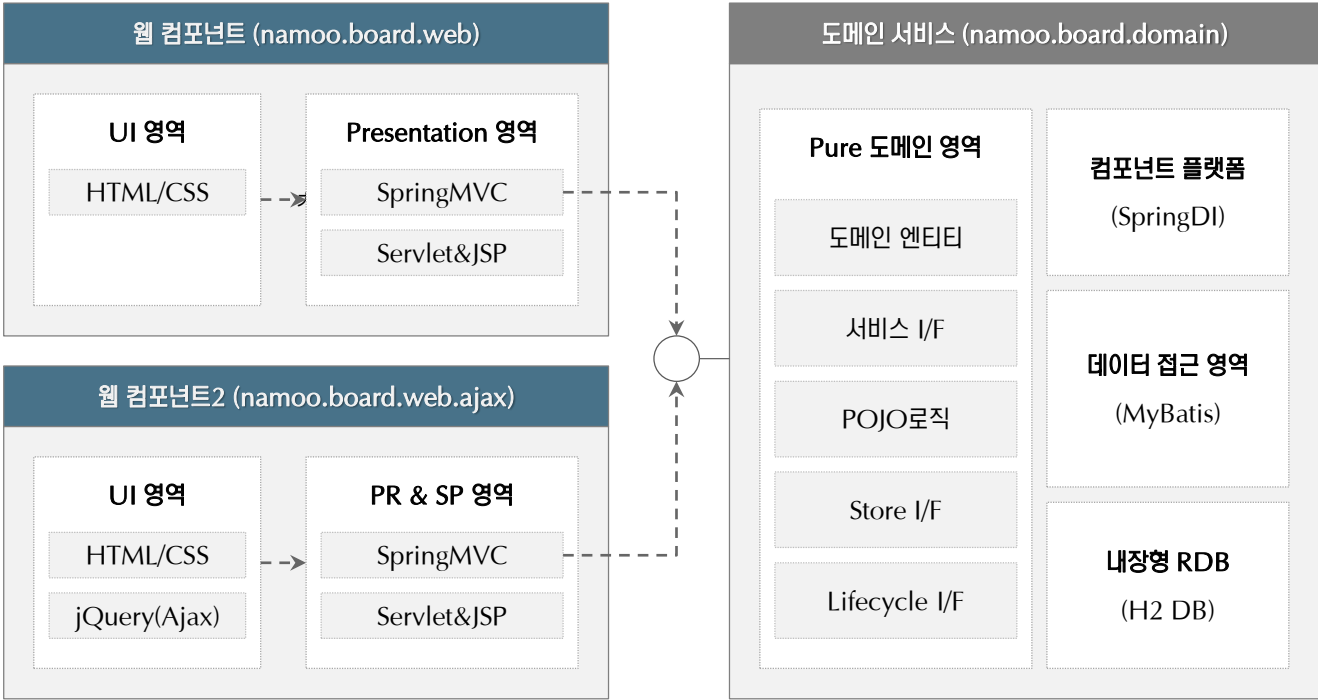 웹 컴포넌트 (namoo.board.web)
UI 영역
HTML/CSS
Presentation 영역
SpringMVC
Servlet&JSP
웹 컴포넌트2 (namoo.board.web.ajax)
UI 영역
HTML/CSS
jQuery(Ajax)
PR & SP 영역
SpringMVC
Servlet&JSP
도메인 서비스 (namoo.board.domain)
Pure 도메인 영역
도메인 엔티티
서비스 I/F
POJO로직
Store I/F
Lifecycle I/F
컴포넌트 플랫폼
(SpringDI)
데이터 접근 영역
(MyBatis)
내장형 RDB
(H2 DB)